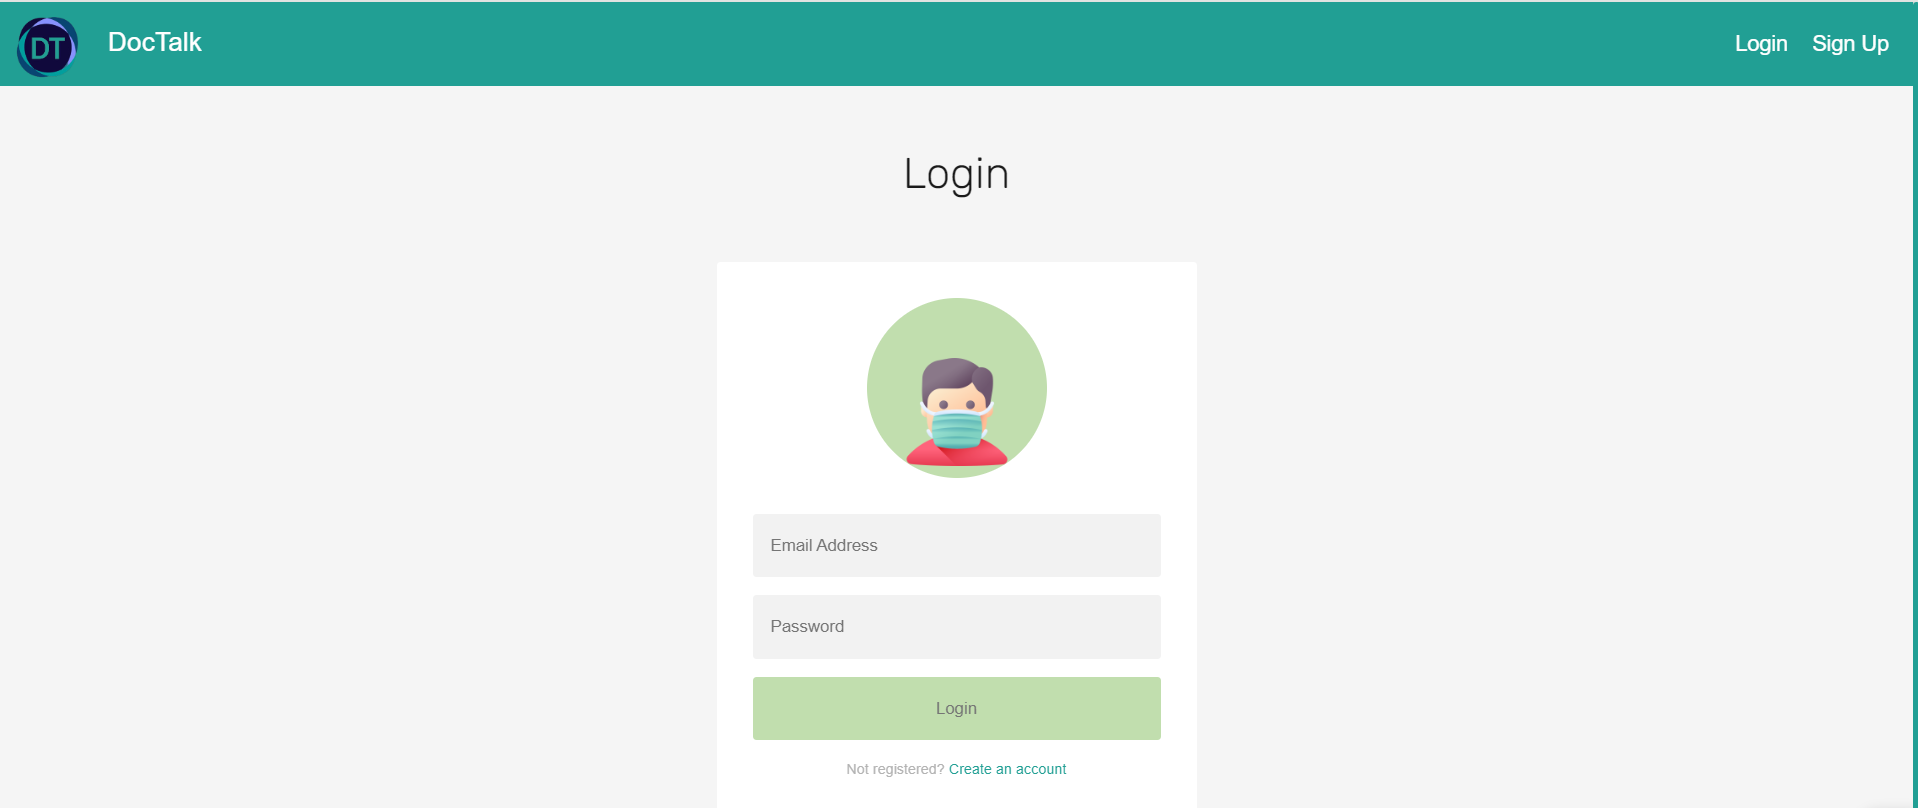 DT
DocTalk
Login
Sign Up
Login
Email Address
Password
Login
Not registered? Create an account